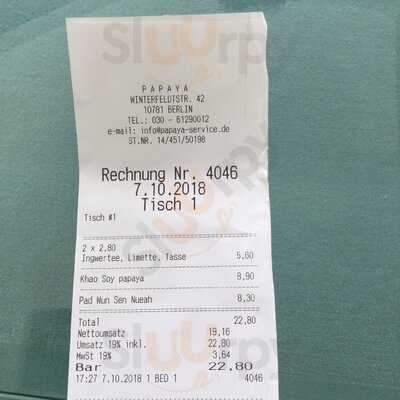 PAPAYA
WINTERFELDTSTR. 42
10781 BERLIN
TEL.: 030 - 61290012
e-mail: info@papaya-service.de
ST.NR. 14/451/50198
Rechnung Nr. 4046
7.10.2018
Tisch 1
Tisch #1
2 x 2,80
Ingwertee, Limette, Tasse 5,60
Khao Soy papaya 8,90
Pad Wun Sen Nueah 8,30
Total 22,80
Nettoumsatz 19,16
Umsatz 19% inkl. 22,80
MwSt 19% 3,64
Bar 22,80
17:27 7.10.2018 1 BED 1 4046
Sluurpy
Sluurpy
Sluurpy